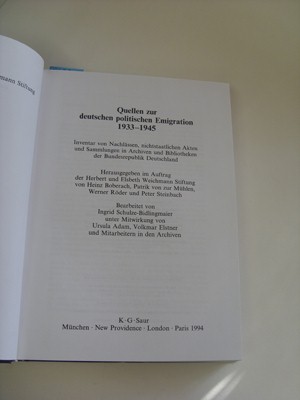 mann Stiftung
Quellen zur
deutschen politischen Emigration
1933–1945
Inventar von Nachlässen, nichtstaatlichen Akten
und Sammlungen in Archiven und Bibliotheken
der Bundesrepublik Deutschland
Herausgegeben im Auftrag
der Herbert und Elsbeth Weichmann Stiftung
von Heinz Boberach, Patrik von zur Mühlen,
Werner Röder und Peter Steinbach
Bearbeitet von
Ingrid Schulze-Bidlingmaier
unter Mitwirkung von
Ursula Adam, Volkmar Elstner
und Mitarbeitern in den Archiven
K·G·Saur
München · New Providence · London · Paris 1994